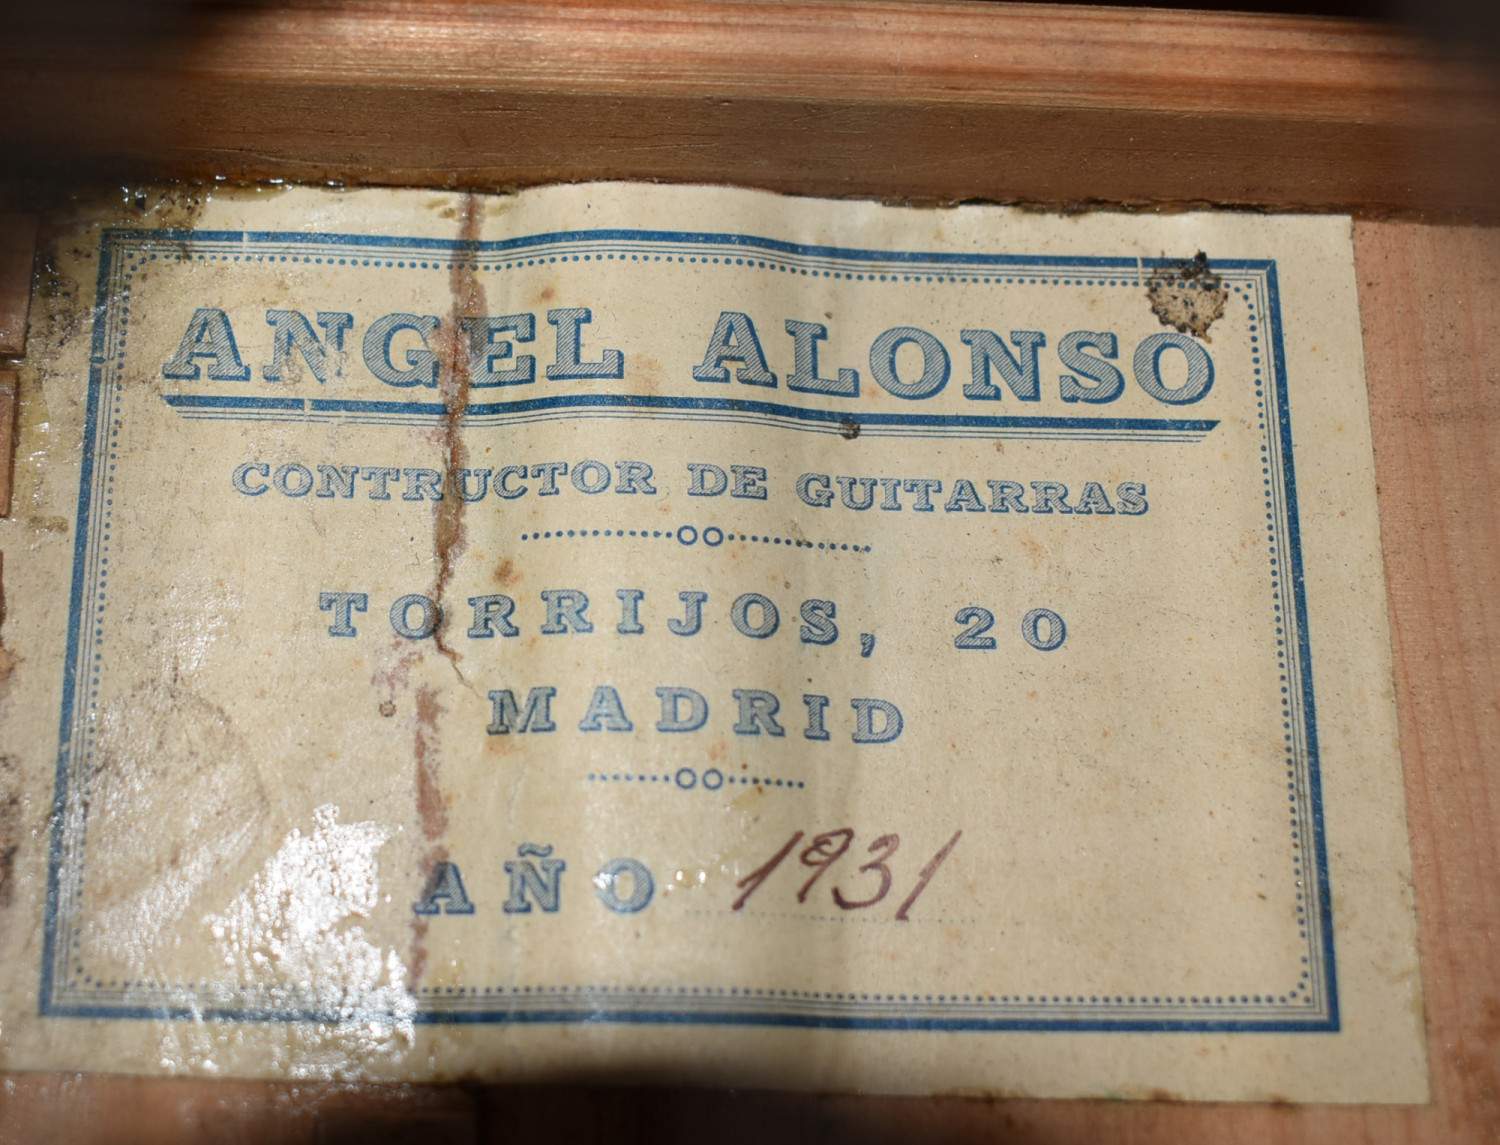 ANGEL ALONSO
CONTRUCTOR DE GUITARRAS
TORRIJOS, 20
MADRID
AÑO 1931